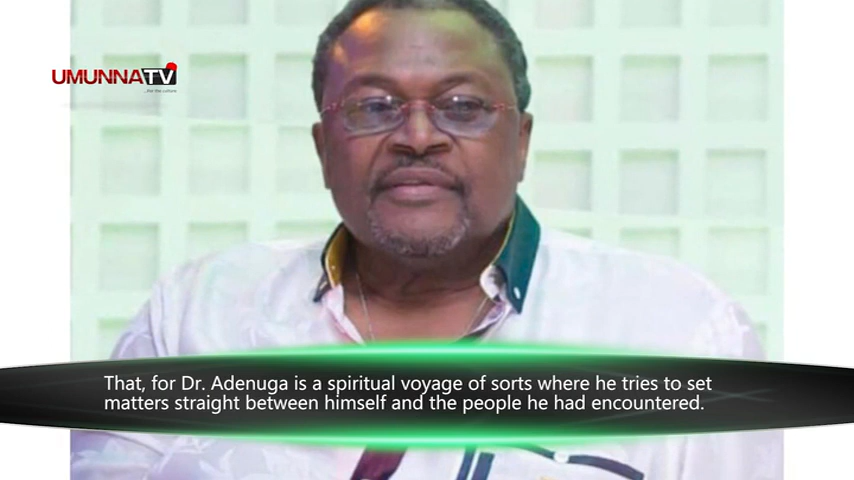 UMUNNATV
...for the culture
That, for Dr. Adenuga is a spiritual voyage of sorts where he tries to set
matters straight between himself and the people he had encountered.